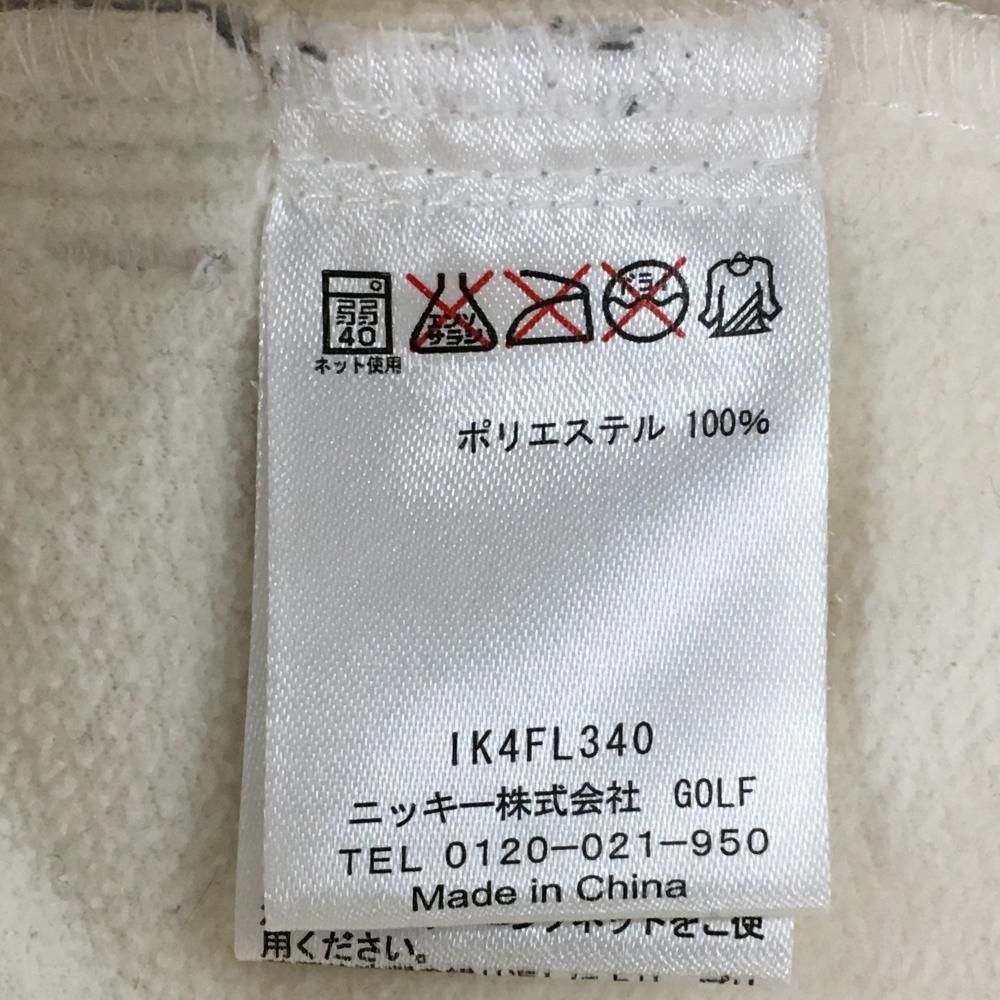 弱
40
エンソ
サラシ
ドライ
ネット使用
ポリエステル 100%
IK4FL340
ニッキー株式会社 GOLF
TEL 0120-021-950
Made in China
ネットをご使
用ください。